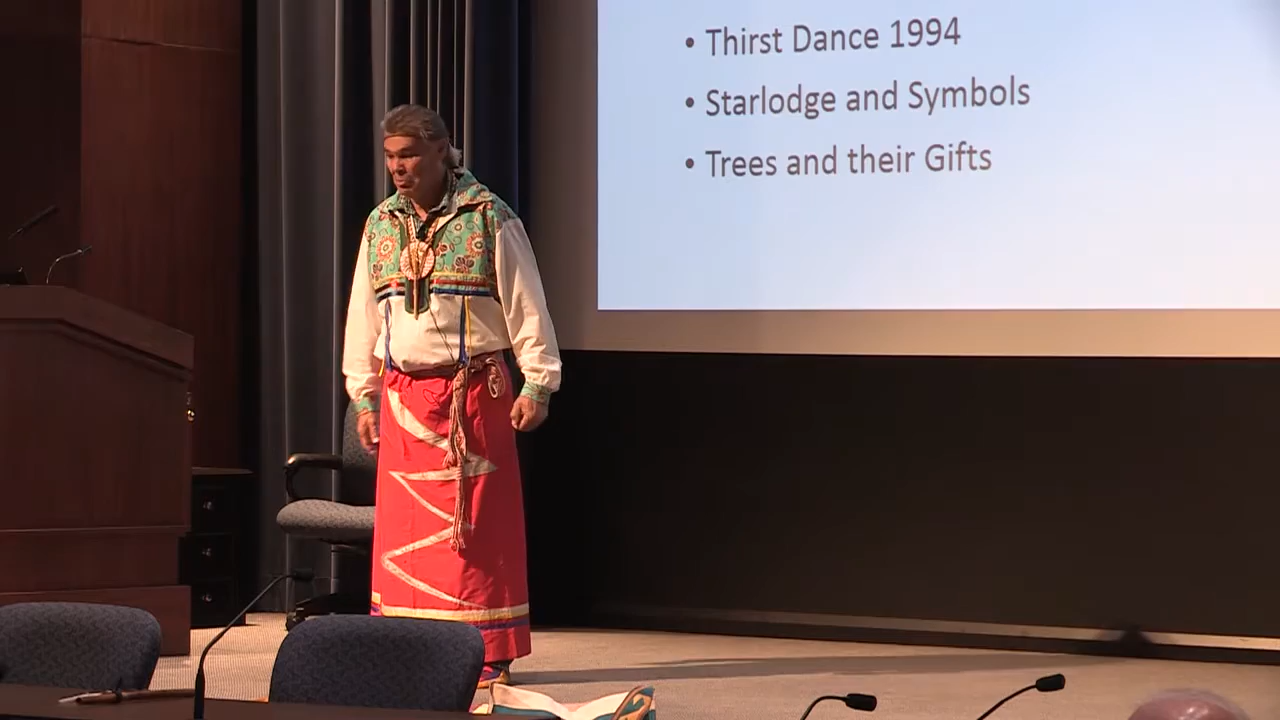 • Thirst Dance 1994
• Starlodge and Symbols
• Trees and their Gifts